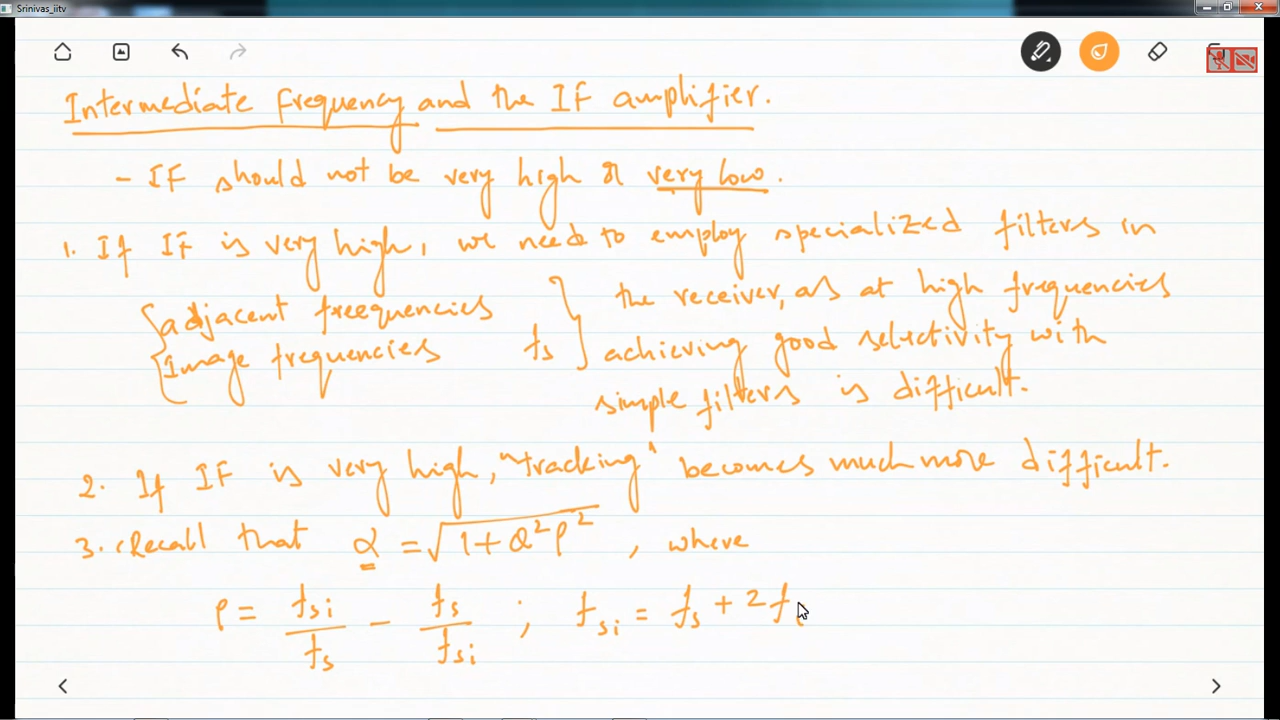 Srinivas_iitv
Intermediate frequency and the IF amplifier.
- IF should not be very high or very low.
1. If IF is very high, we need to employ specialized filters in
the receiver, as at high frequencies
achieving good selectivity with
simple filters is difficult.
adjacent freequencies
Image frequencies fs
2. If IF is very high, "tracking" becomes much more difficult.
3. Recall that α = √(1+Q²ρ²) , where
ρ = fsi/fs - fs/fsi ; fsi = fs + 2fi